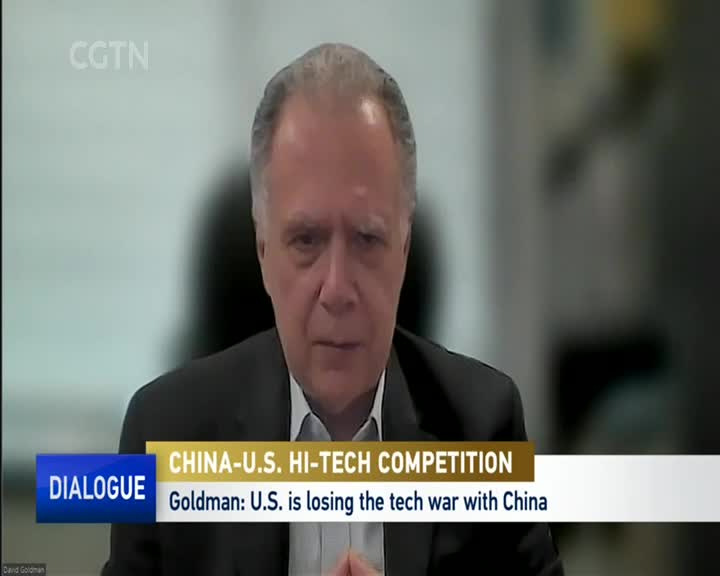 CGTN
CHINA-U.S. HI-TECH COMPETITION
DIALOGUE
Goldman: U.S. is losing the tech war with China
David Goldman